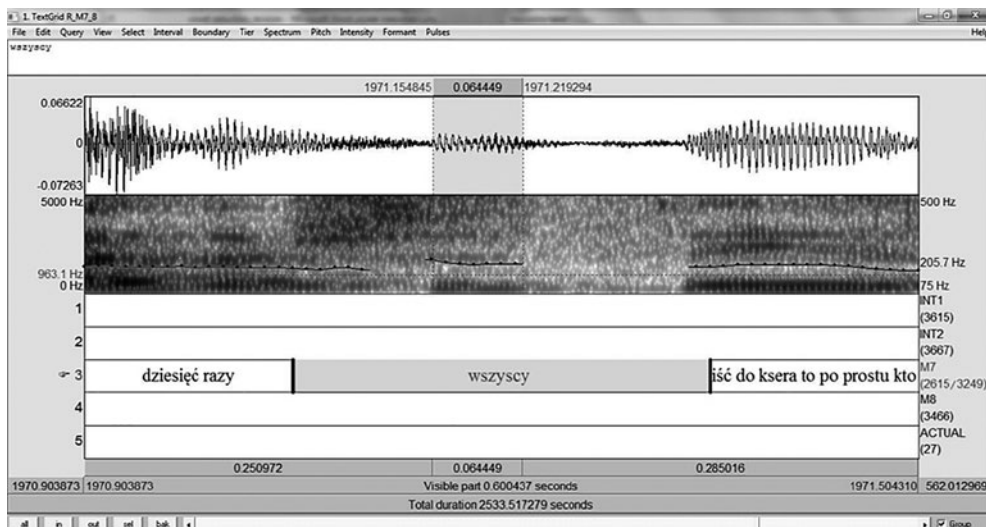 1. TextGrid R_M7_8
File Edit Query View Select Interval Boundary Tier Spectrum Pitch Intensity Formant Pulses Help
wszyscy
1971.154845 0.064449 1971.219294
0.06622
0
-0.07263
5000 Hz 500 Hz
963.1 Hz 205.7 Hz
0 Hz 75 Hz
1 INT1 (3615)
2 INT2 (3667)
3 dziesięć razy wszyscy iść do ksera to po prostu kto M7 (2615/3249)
4 M8 (3466)
5 ACTUAL (27)
0.250972 0.064449 0.285016
1970.903873 1970.903873 Visible part 0.600437 seconds 1971.504310 562.012969
Total duration 2533.517279 seconds
all in out sel bak Group